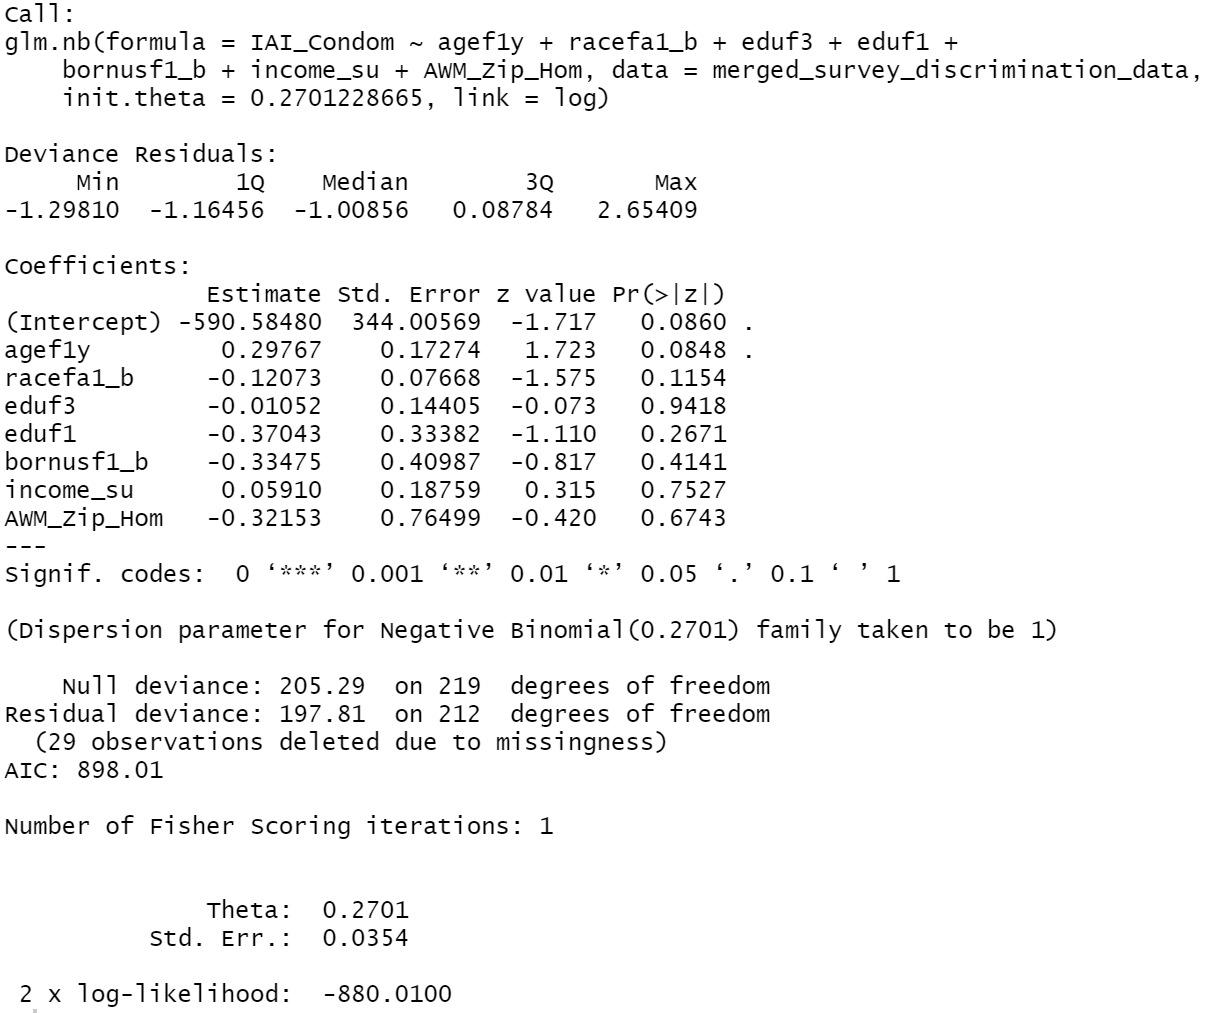 Call:
glm.nb(formula = IAI_Condom ~ agef1y + racefa1_b + eduf3 + eduf1 +
    bornusf1_b + income_su + AWM_Zip_Hom, data = merged_survey_discrimination_data,
    init.theta = 0.2701228665, link = log)

Deviance Residuals:
     Min        1Q    Median        3Q       Max
-1.29810  -1.16456  -1.00856   0.08784   2.65409

Coefficients:
              Estimate Std. Error z value Pr(>|z|)
(Intercept) -590.58480  344.00569  -1.717   0.0860 .
agef1y         0.29767    0.17274   1.723   0.0848 .
racefa1_b     -0.12073    0.07668  -1.575   0.1154
eduf3         -0.01052    0.14405  -0.073   0.9418
eduf1         -0.37043    0.33382  -1.110   0.2671
bornusf1_b    -0.33475    0.40987  -0.817   0.4141
income_su      0.05910    0.18759   0.315   0.7527
AWM_Zip_Hom   -0.32153    0.76499  -0.420   0.6743
---
Signif. codes:  0 ‘***’ 0.001 ‘**’ 0.01 ‘*’ 0.05 ‘.’ 0.1 ‘ ’ 1

(Dispersion parameter for Negative Binomial(0.2701) family taken to be 1)

    Null deviance: 205.29  on 219  degrees of freedom
Residual deviance: 197.81  on 212  degrees of freedom
  (29 observations deleted due to missingness)
AIC: 898.01

Number of Fisher Scoring iterations: 1


              Theta:  0.2701
          Std. Err.:  0.0354

 2 x log-likelihood:  -880.0100